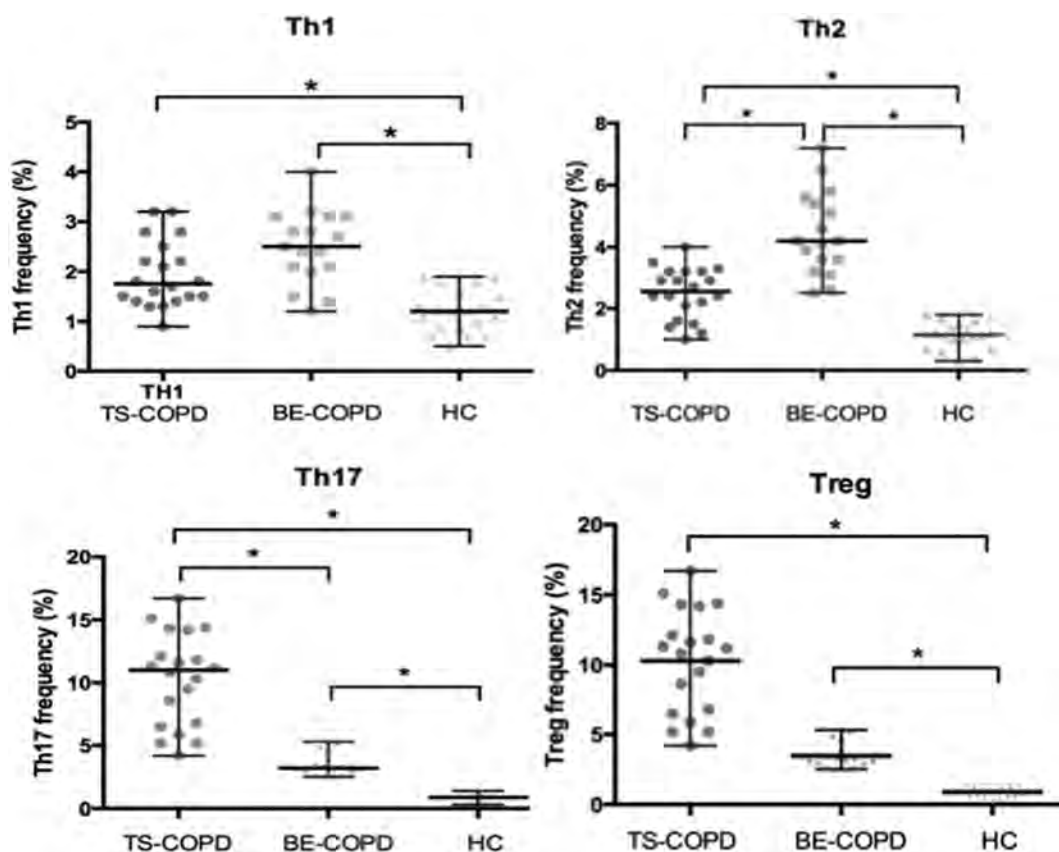 Th1
*
*
5
4
3
2
1
0
Th1 frequency (%)
TH1
TS-COPD BE-COPD HC
Th2
*
* *
8
6
4
2
0
Th2 frequency (%)
TS-COPD BE-COPD HC
Th17
*
*
*
20
15
10
5
0
Th17 frequency (%)
TS-COPD BE-COPD HC
Treg
*
*
20
15
10
5
0
Treg frequency (%)
TS-COPD BE-COPD HC